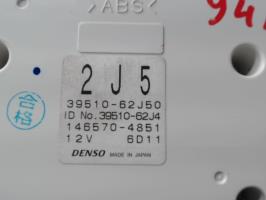 >ABS<
94
2J5
39510-62J50
ID No.39510-62J4
146570-4851
12V 6D11
DENSO MADE IN JAPAN